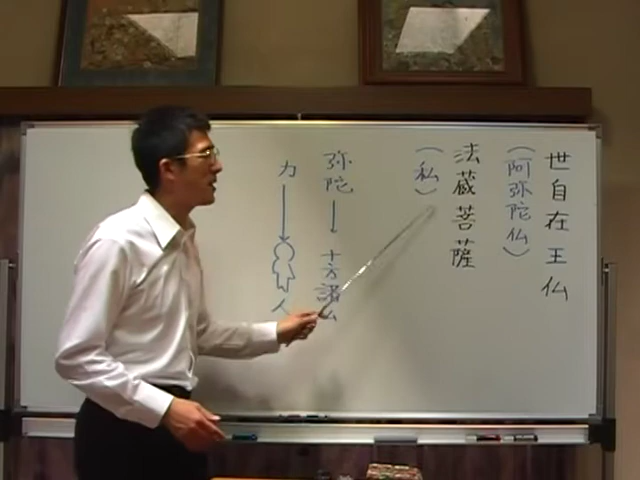 世自在王仏
(阿弥陀仏)
法蔵菩薩
(私)
弥陀→十方諸仏
力→人